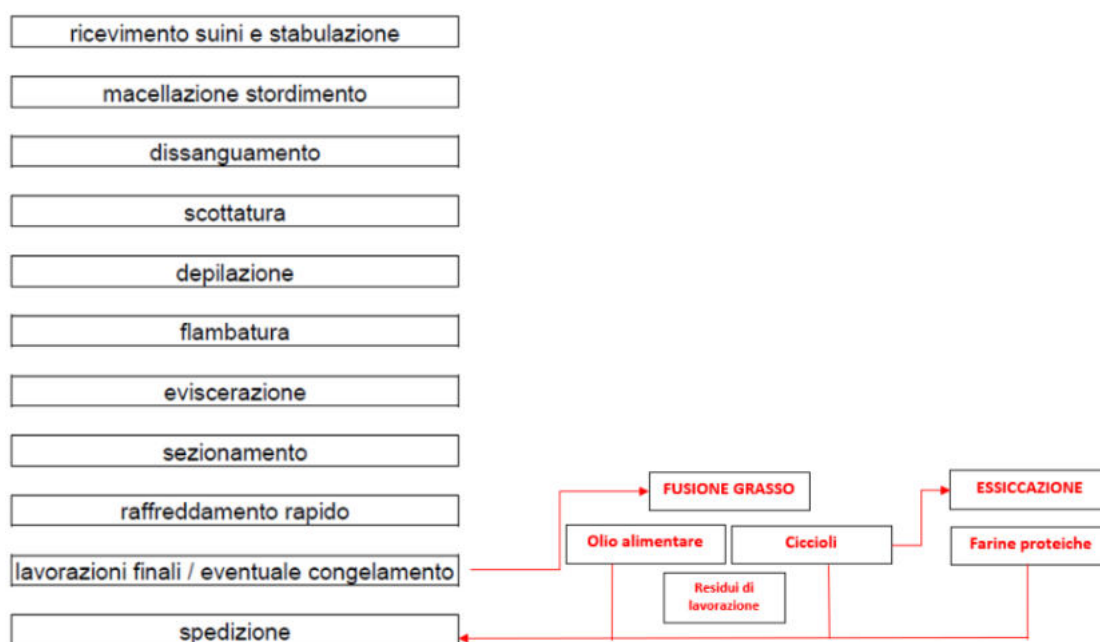 ricevimento suini e stabulazione
macellazione stordimento
dissanguamento
scottatura
depilazione
flambatura
eviscerazione
sezionamento
raffreddamento rapido
lavorazioni finali / eventuale congelamento
spedizione
FUSIONE GRASSO
ESSICCAZIONE
Olio alimentare
Ciccioli
Farine proteiche
Residui di
lavorazione